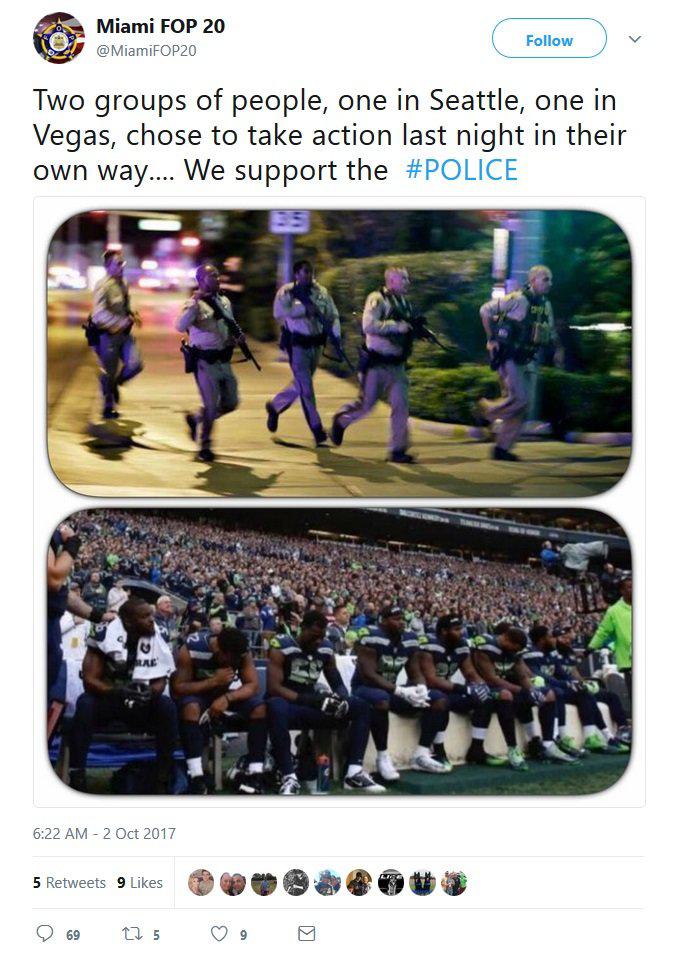 Miami FOP 20
@MiamiFOP20
Follow
Two groups of people, one in Seattle, one in
Vegas, chose to take action last night in their
own way.... We support the #POLICE
35
6:22 AM - 2 Oct 2017
5 Retweets 9 Likes
69 5 9